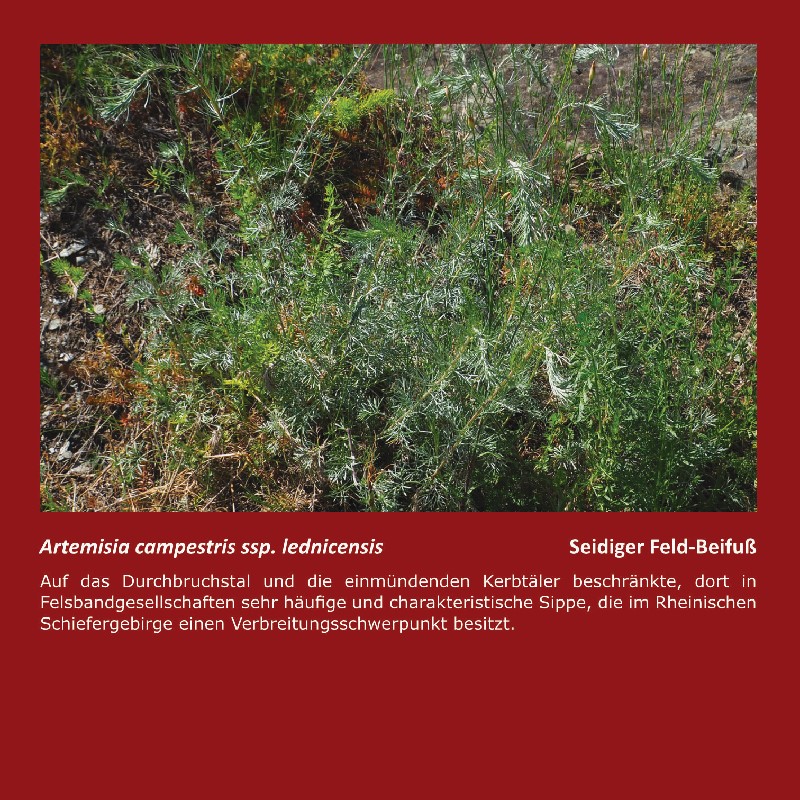 Artemisia campestris ssp. lednicensis Seidiger Feld-Beifuß
Auf das Durchbruchstal und die einmündenden Kerbtäler beschränkte, dort in
Felsbandgesellschaften sehr häufige und charakteristische Sippe, die im Rheinischen
Schiefergebirge einen Verbreitungsschwerpunkt besitzt.